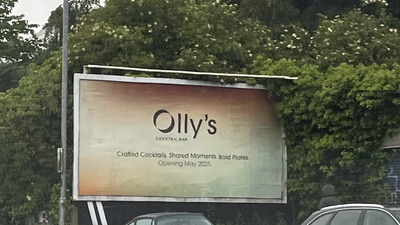 Olly's
COCKTAIL BAR
Crafted Cocktails. Shared Moments. Bold Plates.
Opening May 2025